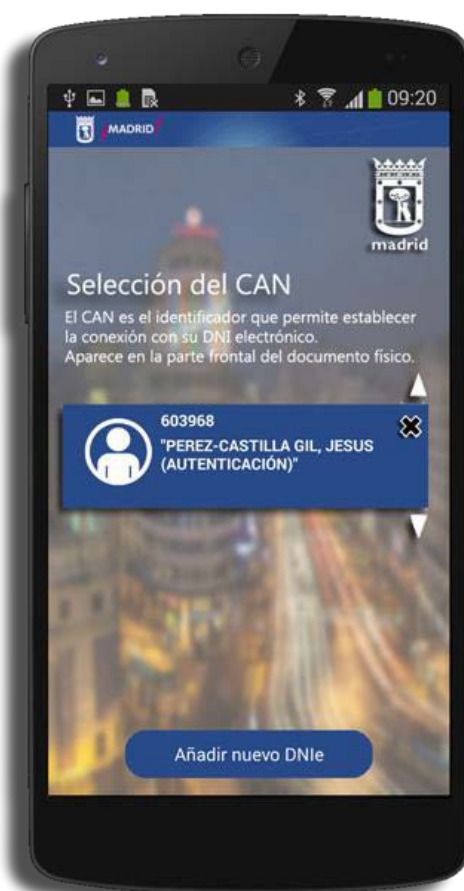 09:20
MADRID
madrid
Selección del CAN
El CAN es el identificador que permite establecer
la conexión con su DNI electrónico.
Aparece en la parte frontal del documento físico.
603968
"PEREZ-CASTILLA GIL, JESUS
(AUTENTICACIÓN)"
Añadir nuevo DNIe